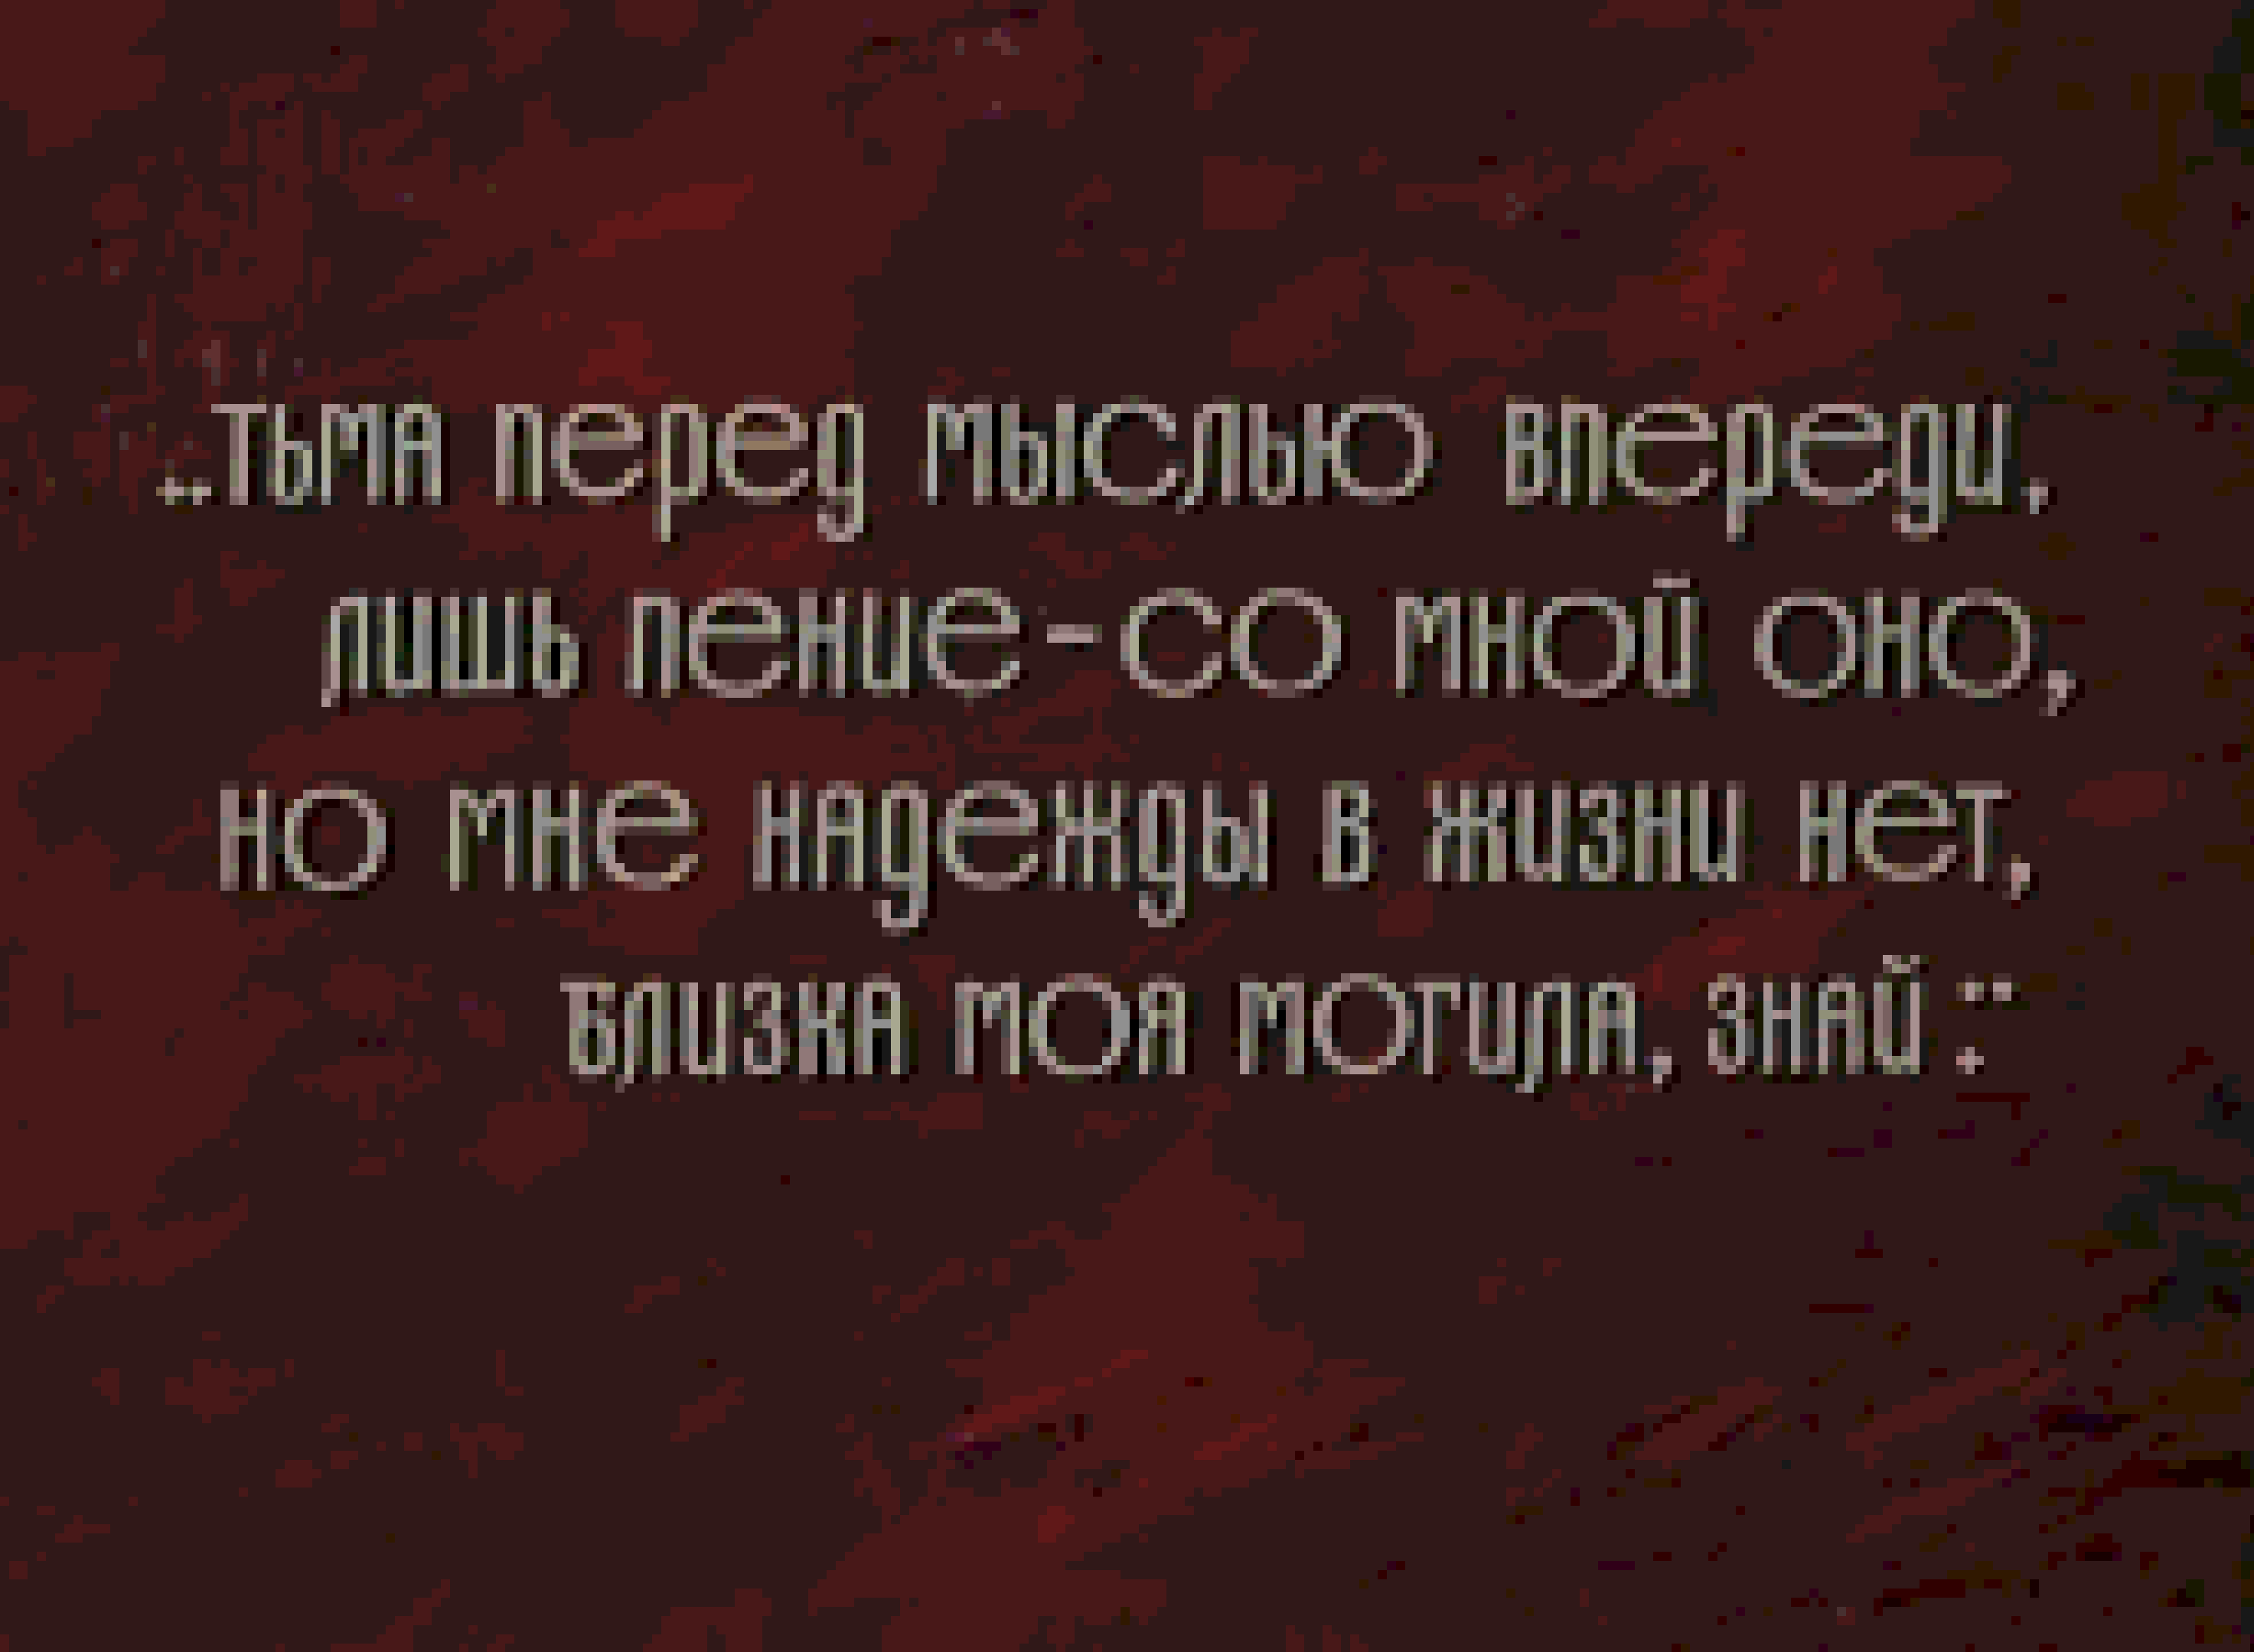 ..тьма перед мыслью впереди,
лишь пение-со мной оно,
но мне надежды в жизни нет,
близка моя могила, знай :·